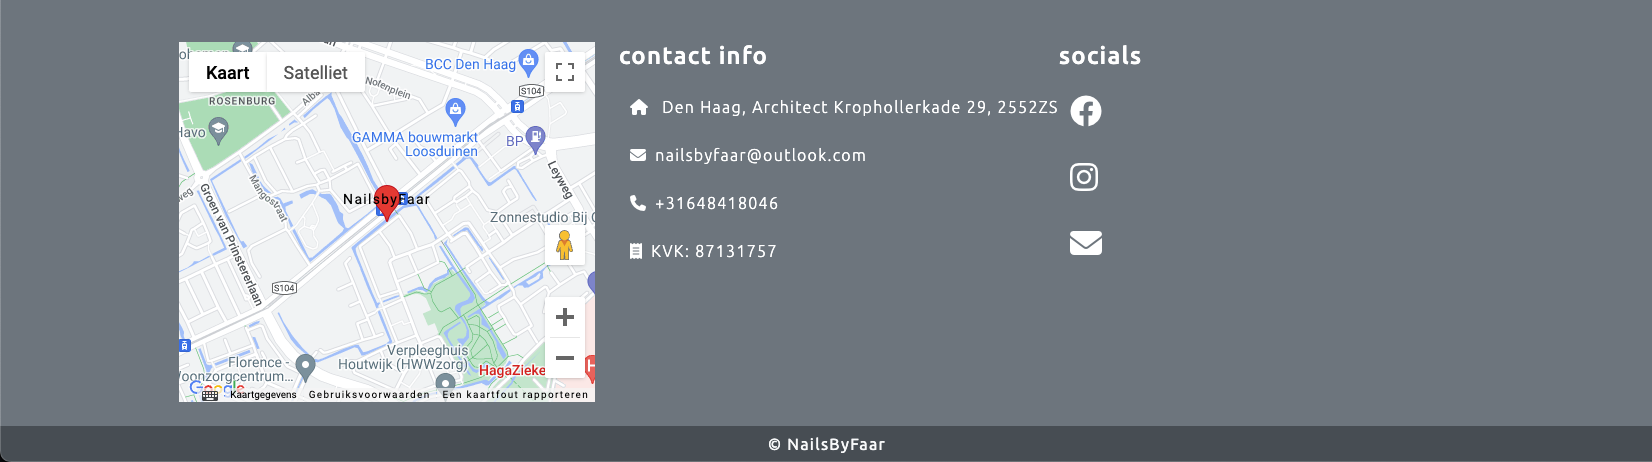 Kaart
Satelliet
BCC Den Haag
S104
Notenplein
ROSENBURG
Havo
GAMMA bouwmarkt
Loosduinen
BP
Leyweg
Mangostraat
Groen van Prinstererlaan
NailsbyFaar
Zonnestudio Bij
S104
Verpleeghuis
Houtwijk (HWWzorg)
Florence -
Woonzorgcentrum...
HagaZieke
Google
Kaartgegevens
Gebruiksvoorwaarden
Een kaartfout rapporteren
contact info
Den Haag, Architect Krophollerkade 29, 2552ZS
nailsbyfaar@outlook.com
+31648418046
KVK: 87131757
socials
© NailsByFaar